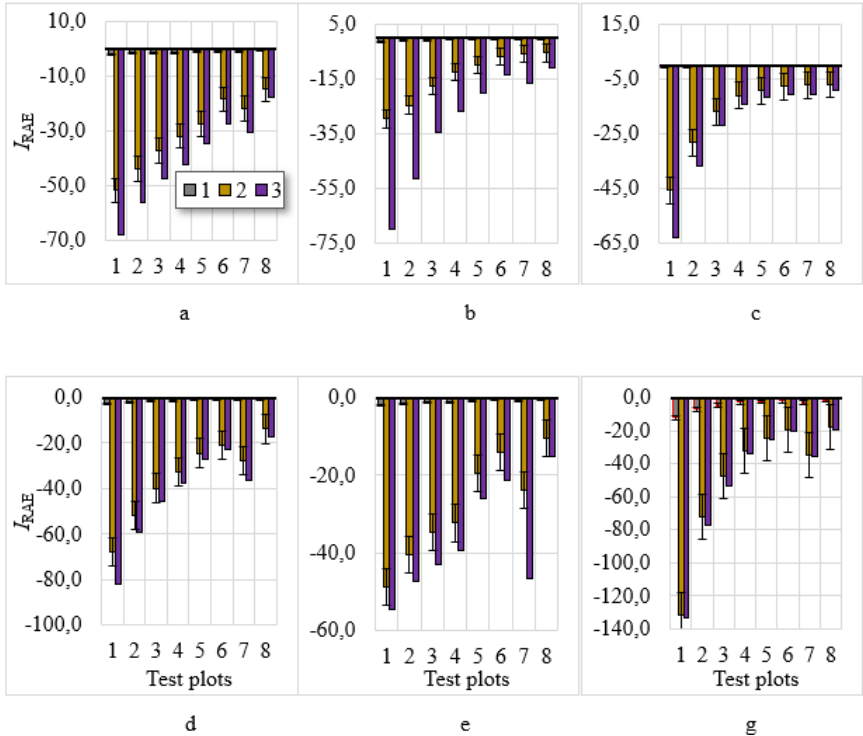 10,0
-10,0
-30,0
-50,0
-70,0
I RAE
1 2 3
1 2 3 4 5 6 7 8
a
5,0
-15,0
-35,0
-55,0
-75,0
1 2 3 4 5 6 7 8
b
15,0
-5,0
-25,0
-45,0
-65,0
1 2 3 4 5 6 7 8
c
0,0
-20,0
-40,0
-60,0
-80,0
-100,0
I RAE
1 2 3 4 5 6 7 8
Test plots
d
0,0
-20,0
-40,0
-60,0
1 2 3 4 5 6 7 8
Test plots
e
0,0
-20,0
-40,0
-60,0
-80,0
-100,0
-120,0
-140,0
1 2 3 4 5 6 7 8
Test plots
g